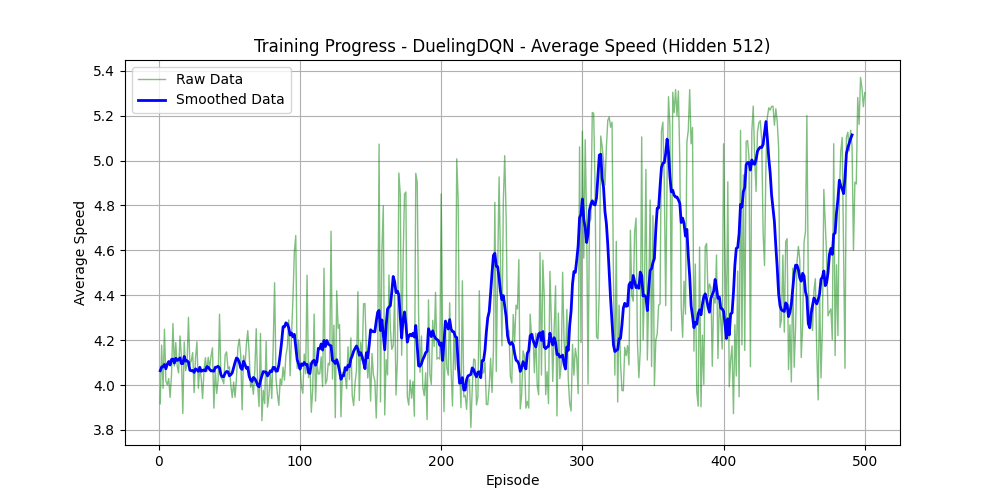 Training Progress - DuelingDQN - Average Speed (Hidden 512)
Raw Data
Smoothed Data
5.4
5.2
5.0
4.8
4.6
4.4
4.2
4.0
3.8
Average Speed
0 100 200 300 400 500
Episode